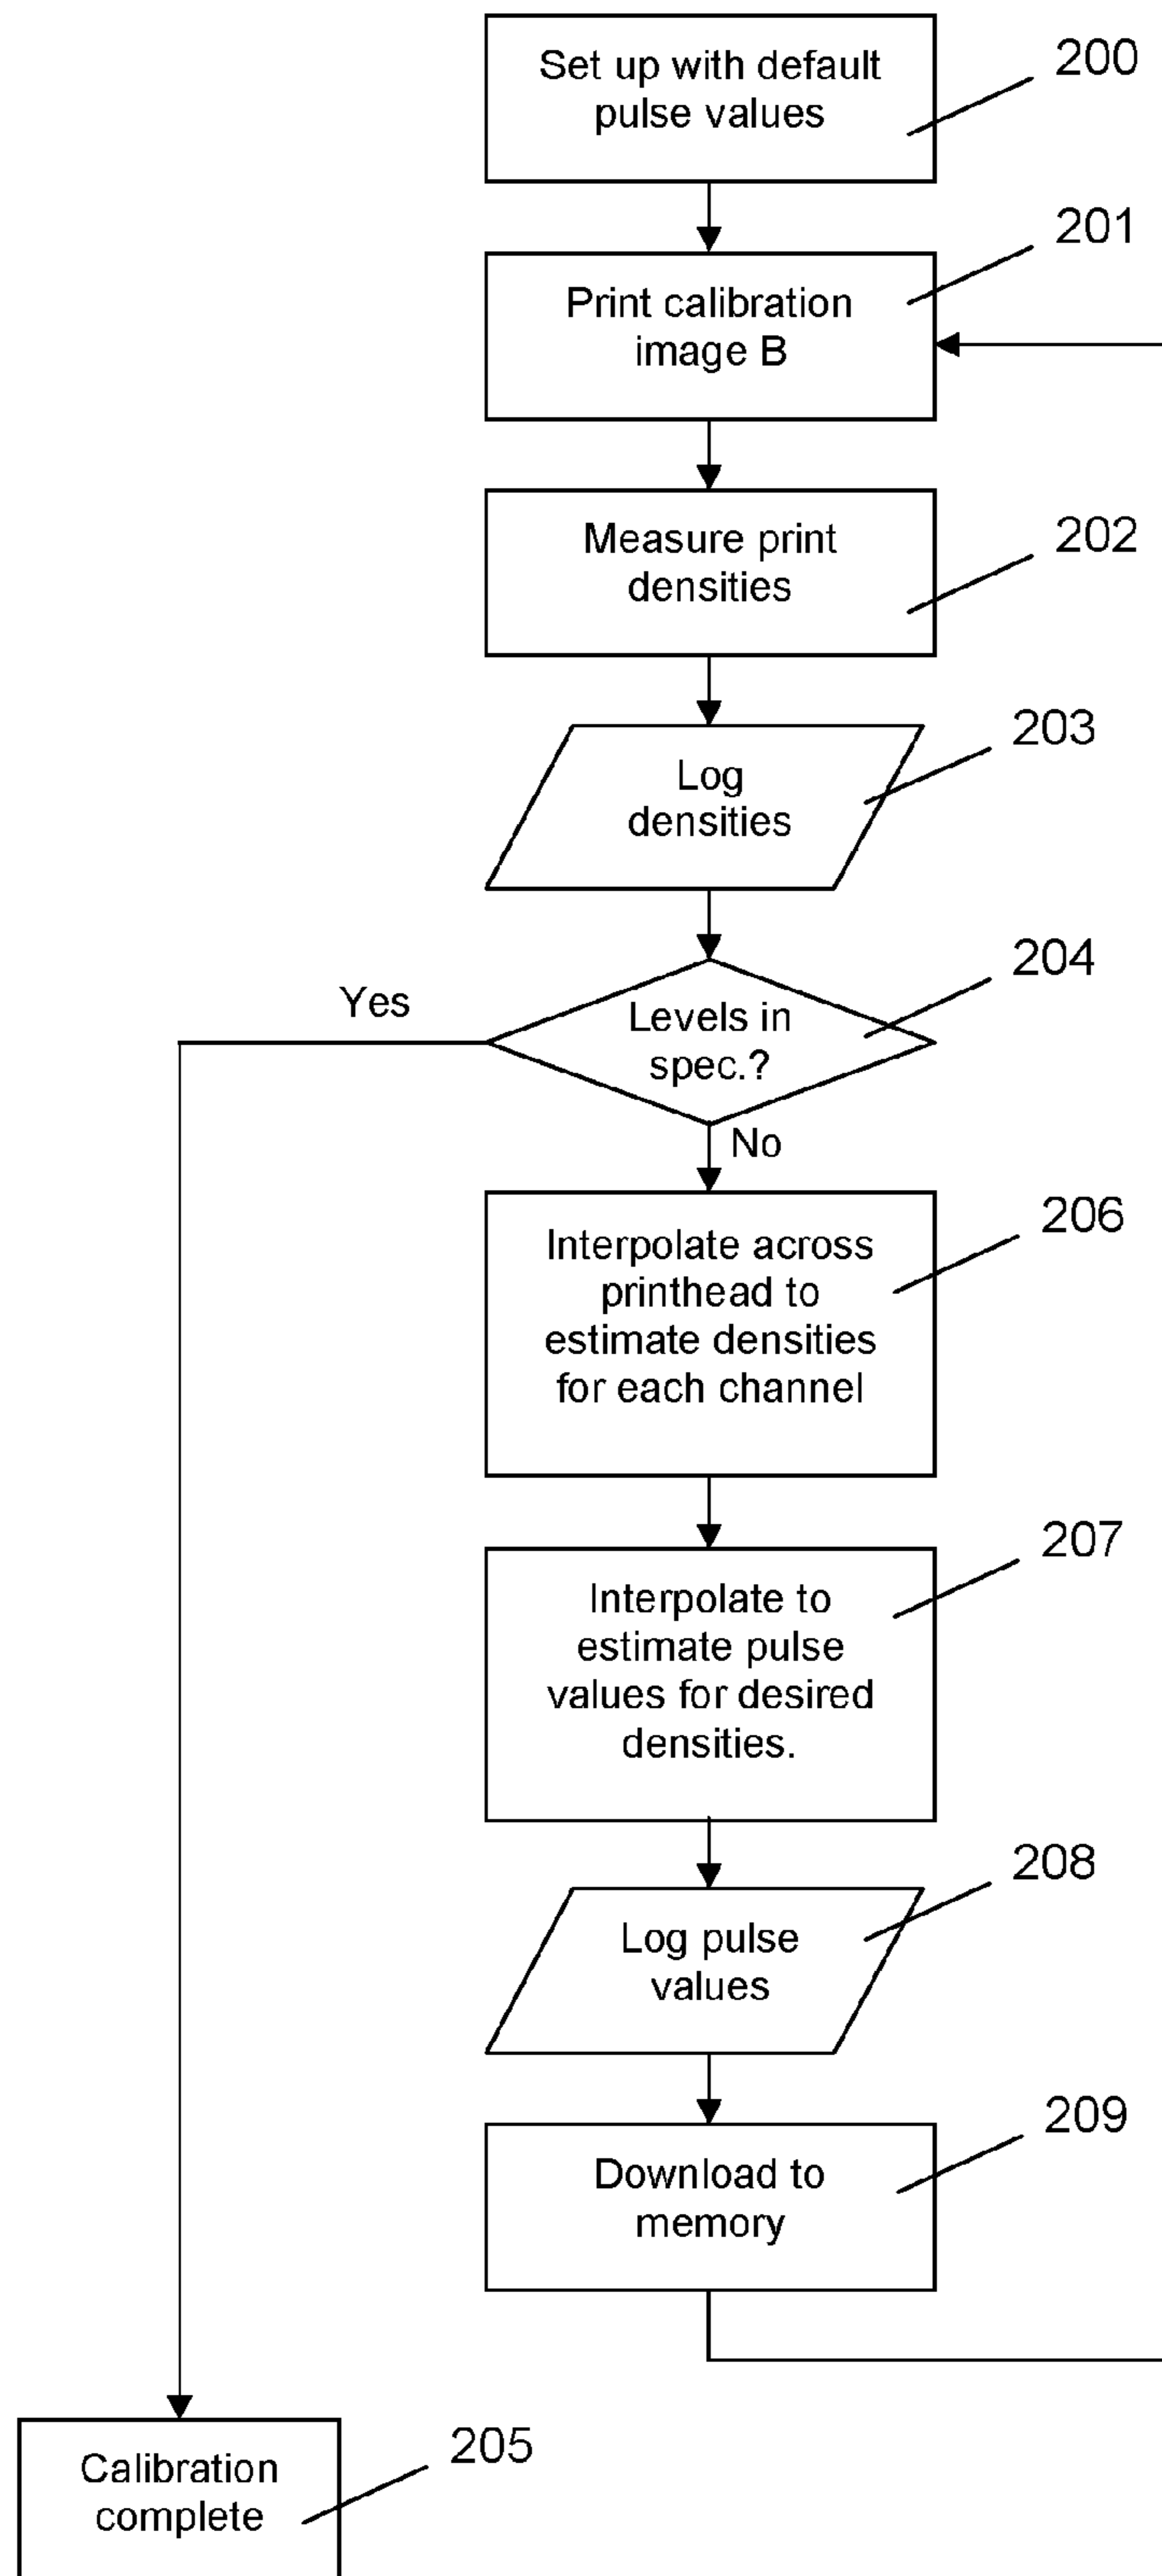 Set up with default
pulse values
200
Print calibration
image B
201
Measure print
densities
202
Log
densities
203
Levels in
spec.?
204
Yes
No
Interpolate across
printhead to
estimate densities
for each channel
206
Interpolate to
estimate pulse
values for desired
densities.
207
Log pulse
values
208
Download to
memory
209
Calibration
complete
205